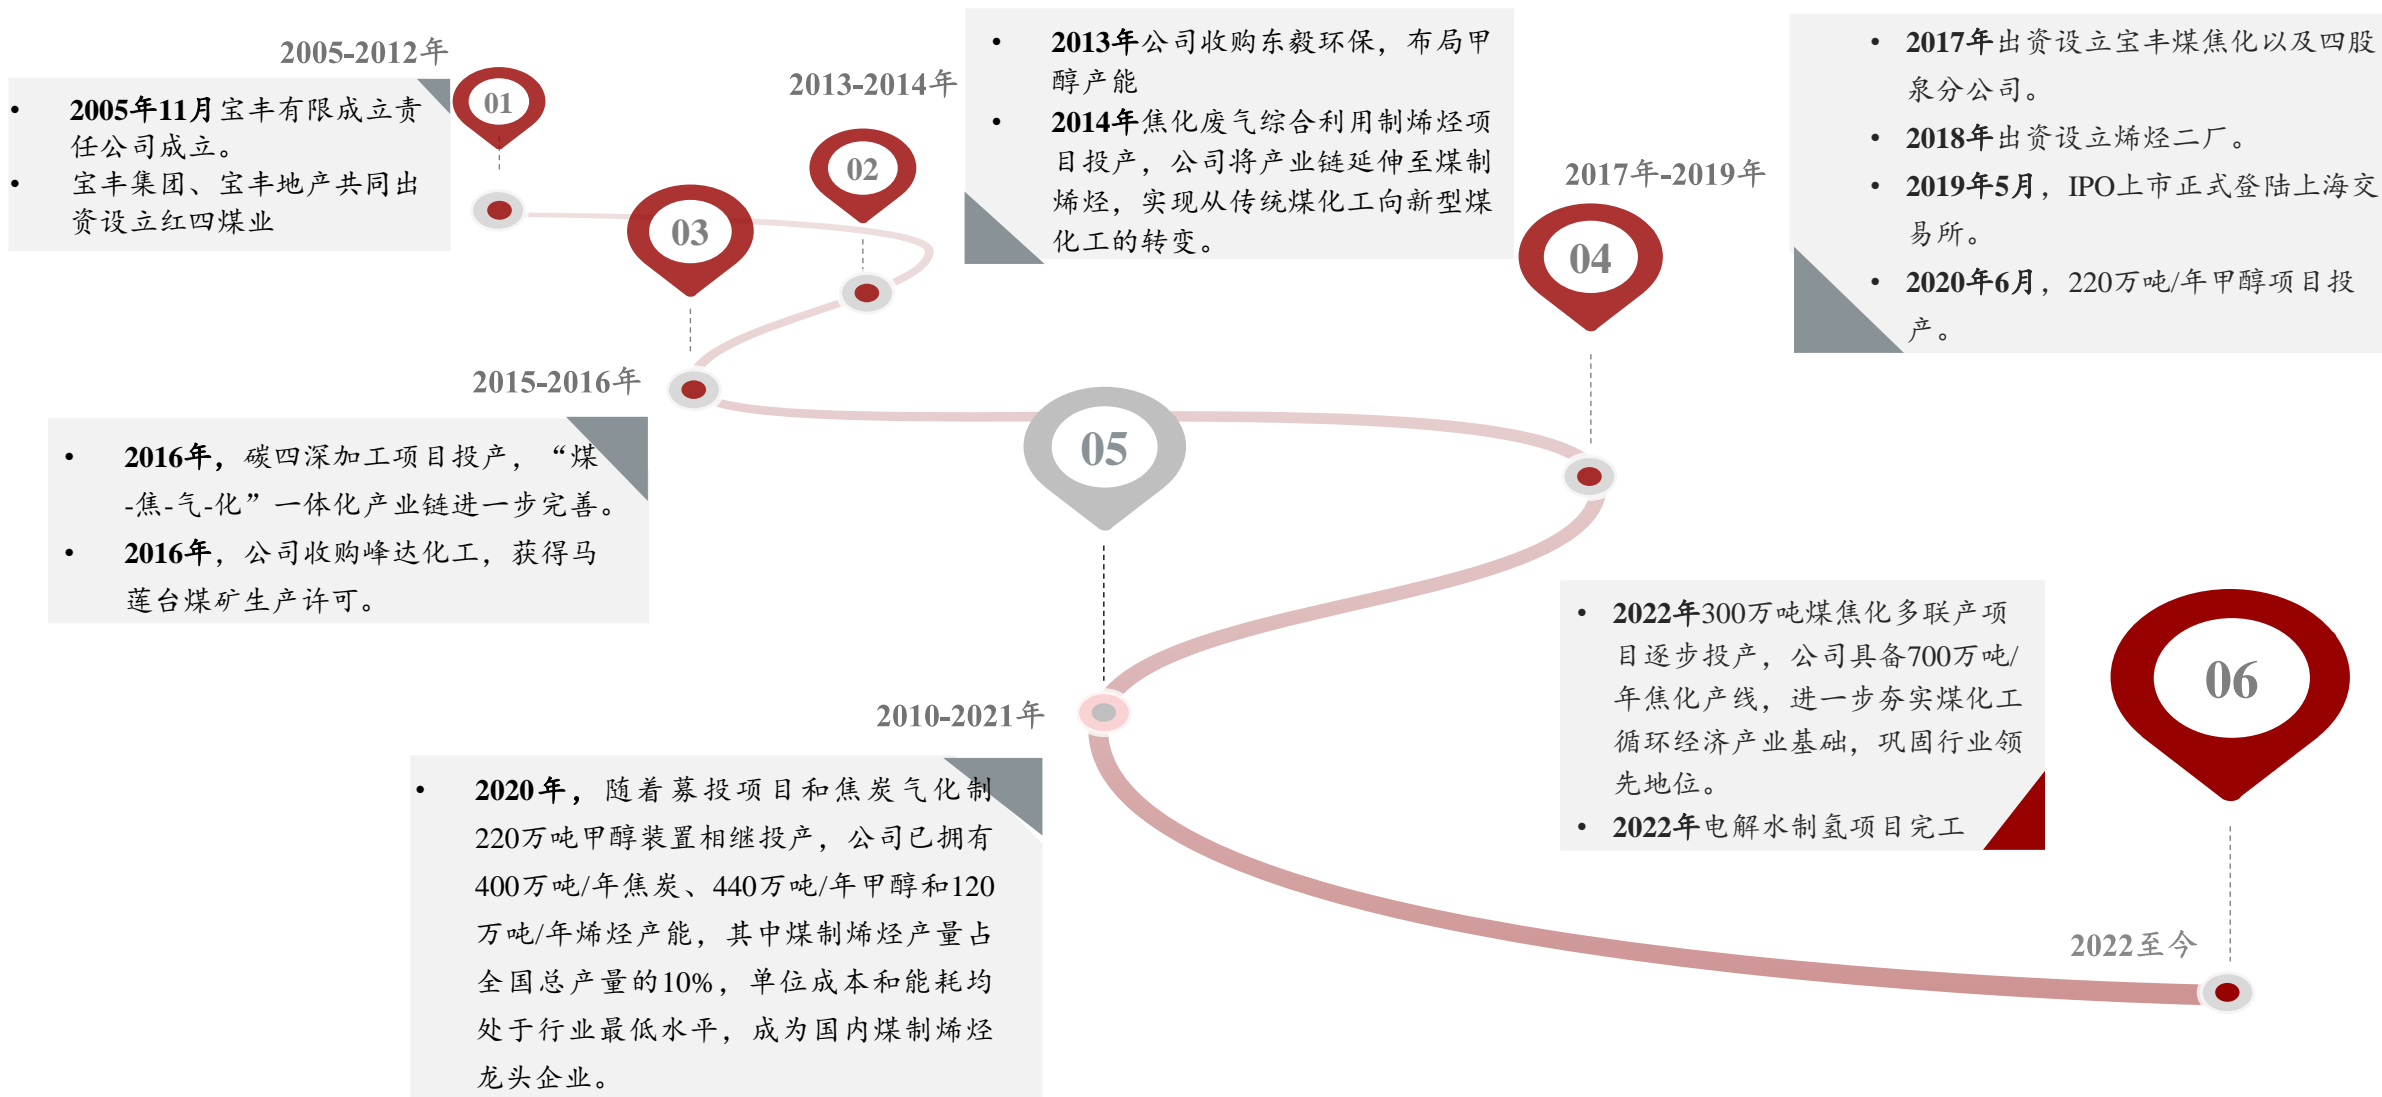 2005-2012年
01
• 2005年11月宝丰有限成立责
任公司成立。
• 宝丰集团、宝丰地产共同出
资设立红四煤业
2013-2014年
02
• 2013年公司收购东毅环保，布局甲
醇产能
• 2014年焦化废气综合利用制烯烃项
目投产，公司将产业链延伸至煤制
烯烃，实现从传统煤化工向新型煤
化工的转变。
03
2015-2016年
• 2016年，碳四深加工项目投产，“煤
-焦-气-化”一体化产业链进一步完善。
• 2016年，公司收购峰达化工，获得马
莲台煤矿生产许可。
2017年-2019年
04
• 2017年出资设立宝丰煤焦化以及四股
泉分公司。
• 2018年出资设立烯烃二厂。
• 2019年5月，IPO上市正式登陆上海交
易所。
• 2020年6月，220万吨/年甲醇项目投
产。
05
2010-2021年
• 2020年，随着募投项目和焦炭气化制
220万吨甲醇装置相继投产，公司已拥有
400万吨/年焦炭、440万吨/年甲醇和120
万吨/年烯烃产能，其中煤制烯烃产量占
全国总产量的10%，单位成本和能耗均
处于行业最低水平，成为国内煤制烯烃
龙头企业。
• 2022年300万吨煤焦化多联产项
目逐步投产，公司具备700万吨/
年焦化产线，进一步夯实煤化工
循环经济产业基础，巩固行业领
先地位。
• 2022年电解水制氢项目完工
06
2022至今